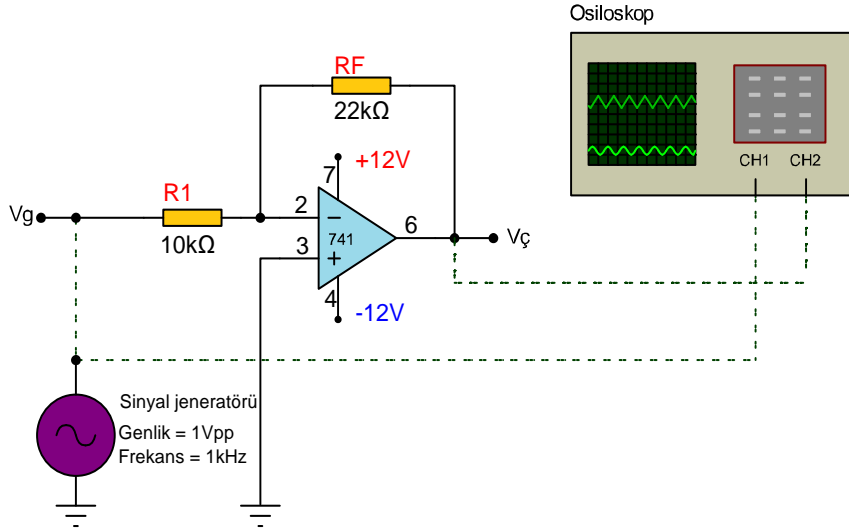 Osiloskop
RF
22kΩ
+12V
7
CH1 CH2
R1
Vg
2
6
10kΩ
741
3
Vç
4
-12V
Sinyal jeneratörü
Genlik = 1Vpp
Frekans = 1kHz